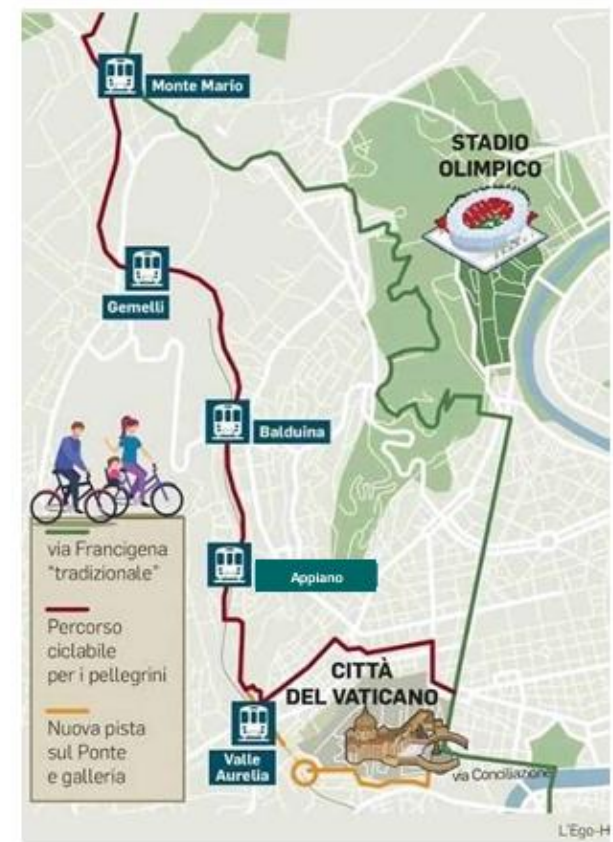 Monte Mario
STADIO
OLIMPICO
Gemelli
Balduina
via Francigena
"tradizionale"
Appiano
Percorso
ciclabile
per i pellegrini
CITTÀ
DEL VATICANO
Nuova pista
sul Ponte
e galleria
Valle
Aurelia
via Conciliazione
L'Ego-H